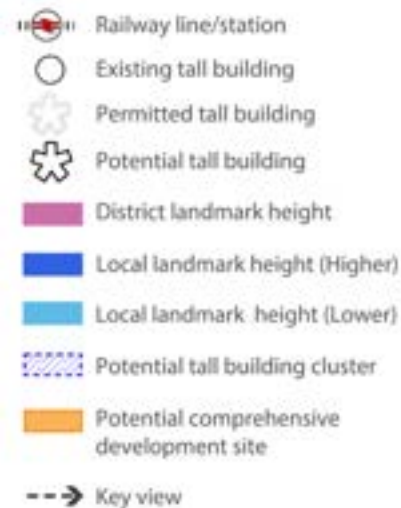 Railway line/station
Existing tall building
Permitted tall building
Potential tall building
District landmark height
Local landmark height (Higher)
Local landmark height (Lower)
Potential tall building cluster
Potential comprehensive
development site
Key view